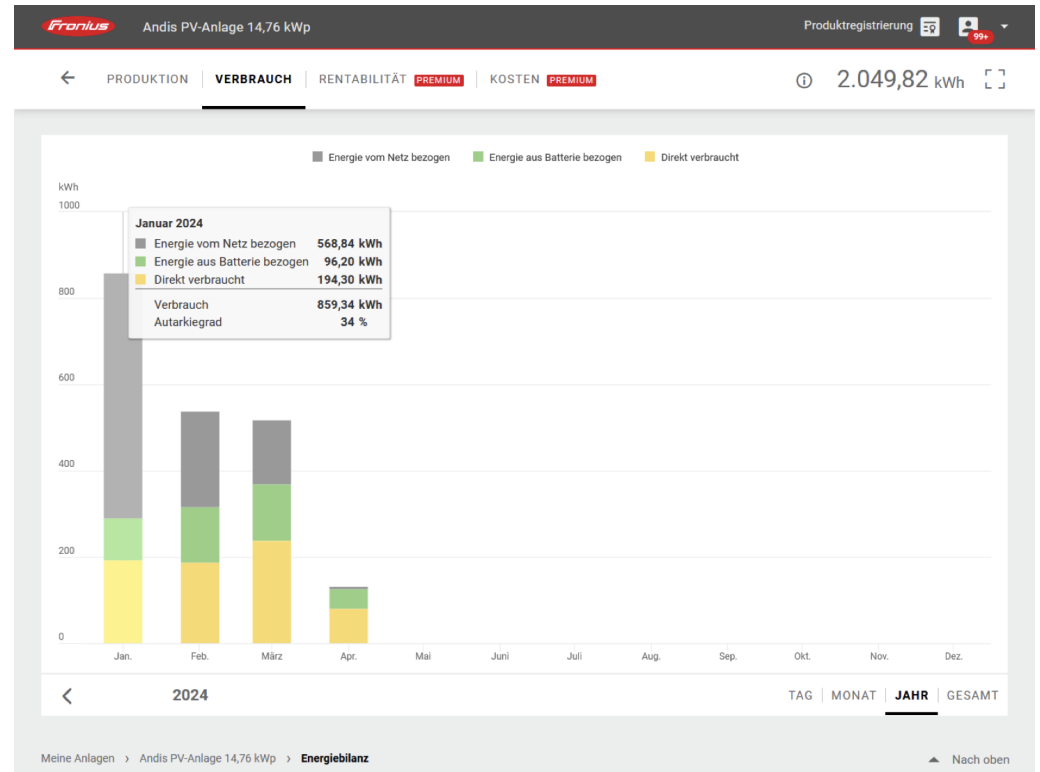 Fronius Andis PV-Anlage 14,76 kWp Produktregistrierung 99+
PRODUKTION VERBRAUCH RENTABILITÄT PREMIUM KOSTEN PREMIUM 2.049,82 kWh
Energie vom Netz bezogen Energie aus Batterie bezogen Direkt verbraucht
kWh
1000
Januar 2024
Energie vom Netz bezogen 568,84 kWh
Energie aus Batterie bezogen 96,20 kWh
Direkt verbraucht 194,30 kWh
Verbrauch 859,34 kWh
Autarkiegrad 34 %
800
600
400
200
0
Jan. Feb. März Apr. Mai Juni Juli Aug. Sep. Okt. Nov. Dez.
2024 TAG MONAT JAHR GESAMT
Meine Anlagen › Andis PV-Anlage 14,76 kWp › Energiebilanz Nach oben